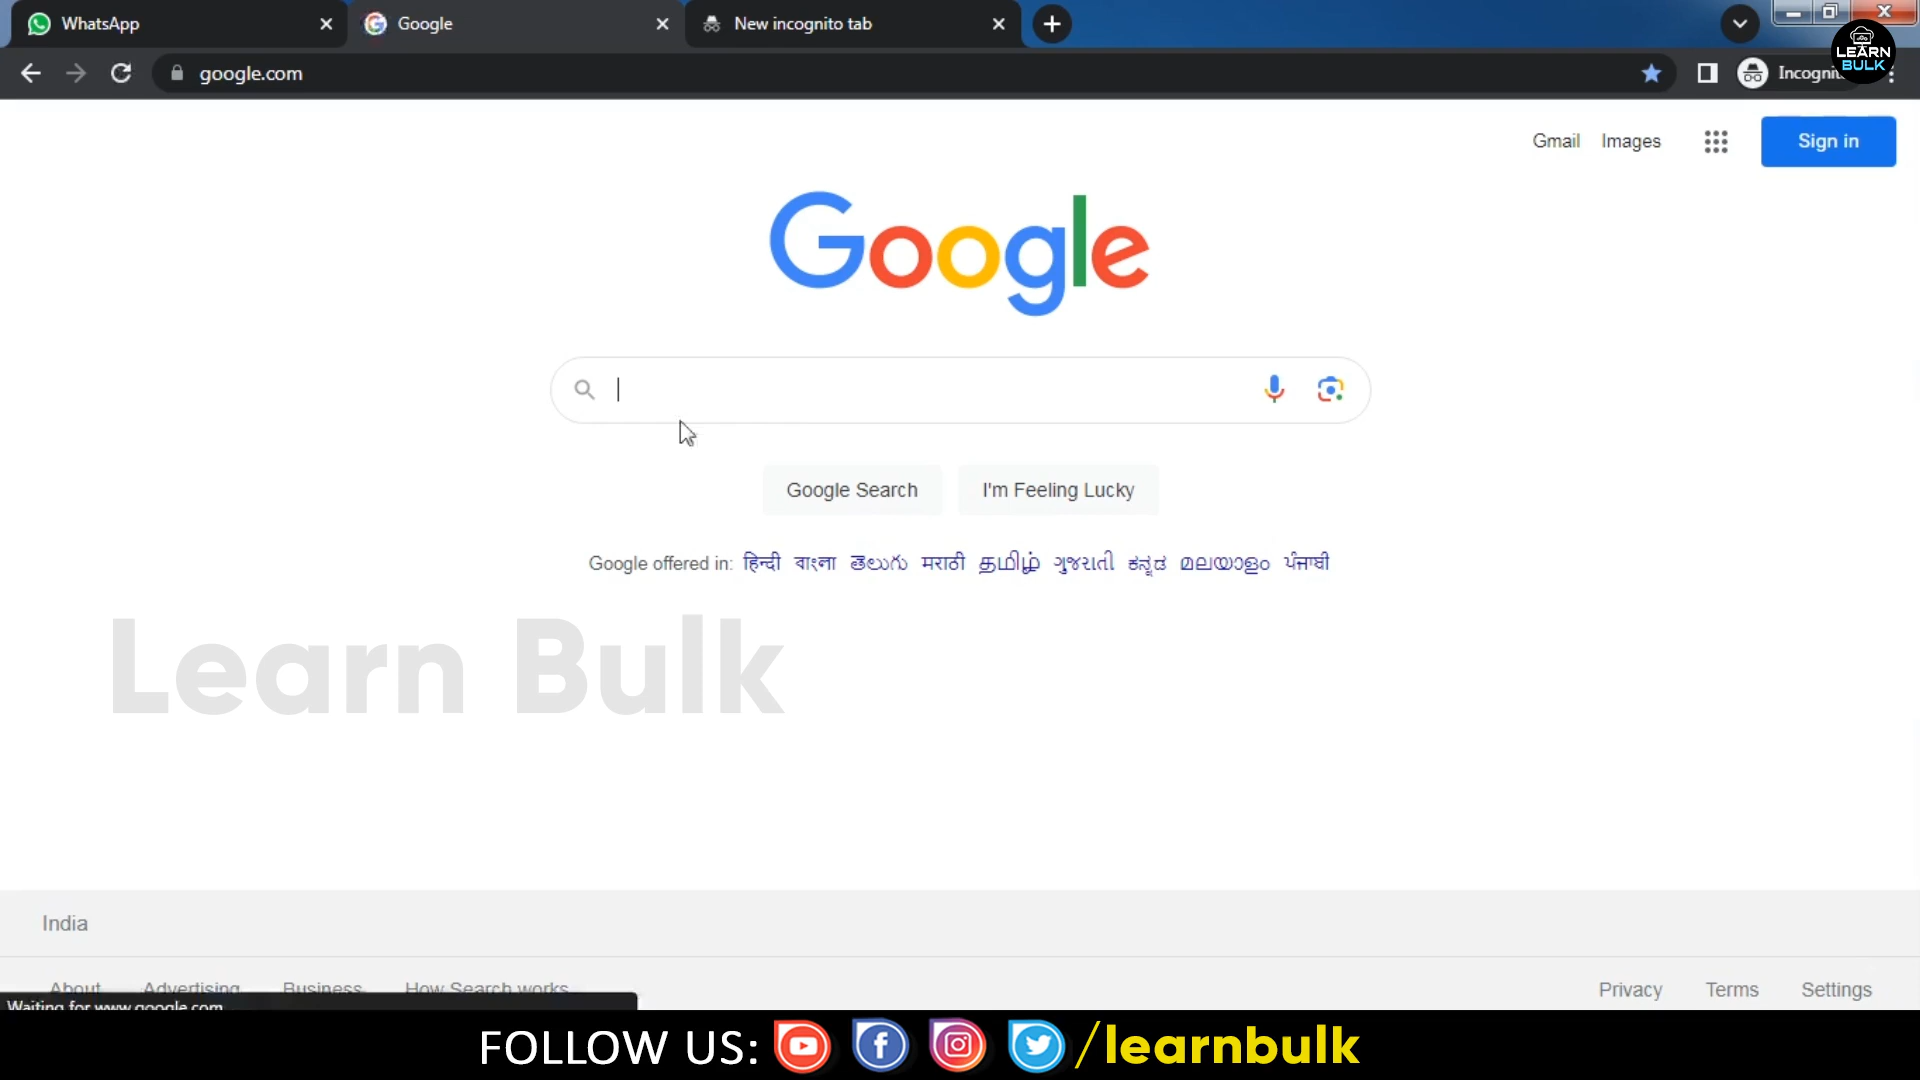 WhatsApp
Google
New incognito tab
google.com
Incognit
LEARN
BULK
Gmail Images
Sign in
Google
Google Search I'm Feeling Lucky
Google offered in: हिन्दी বাংলা తెలుగు मराठी தமிழ் ગુજરાતી ಕನ್ನಡ മലയാളം ਪੰਜਾਬੀ
Learn Bulk
India
About Advertising Business How Search works
Privacy Terms Settings
Waiting for www.google.com
FOLLOW US: /learnbulk